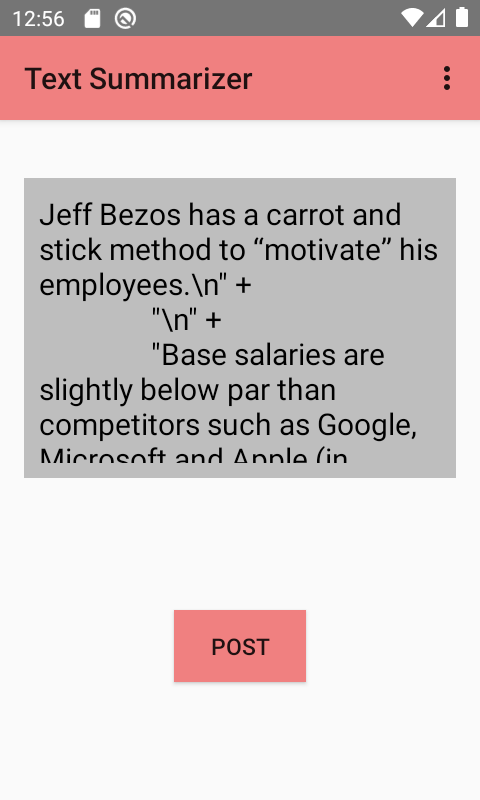 12:56
Text Summarizer
Jeff Bezos has a carrot and
stick method to “motivate” his
employees.\n" +
"\n" +
"Base salaries are
slightly below par than
competitors such as Google,
Microsoft and Apple (in
POST